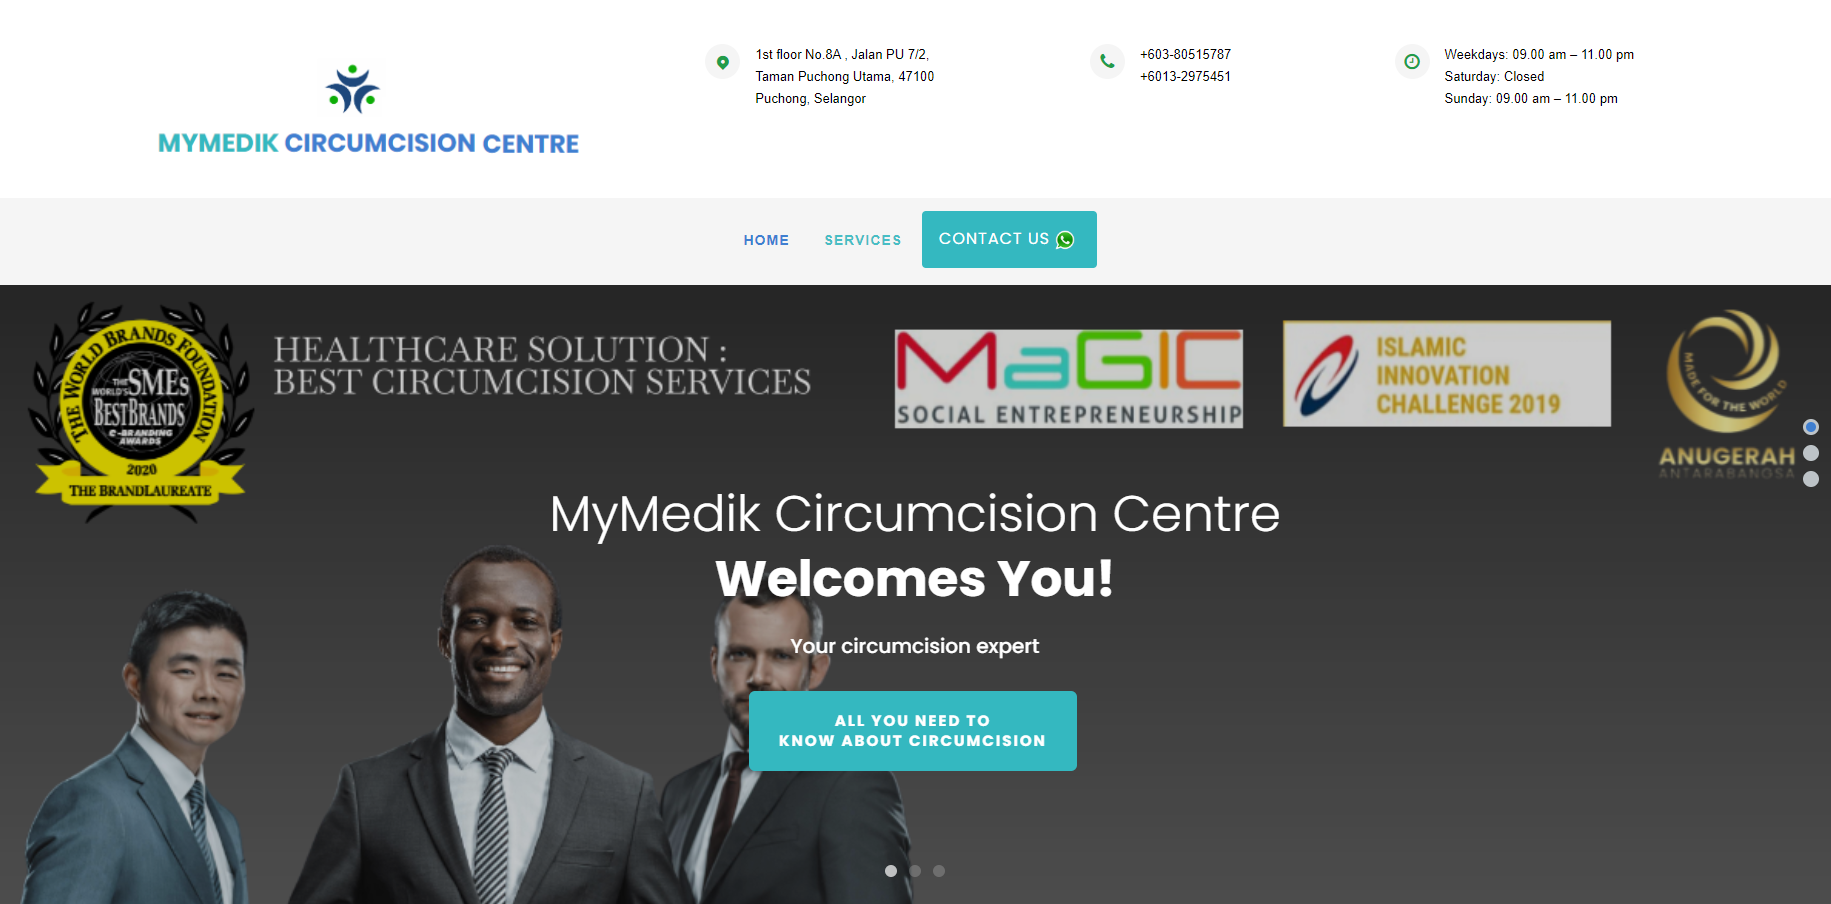 MYMEDIK CIRCUMCISION CENTRE
1st floor No.8A , Jalan PU 7/2,
Taman Puchong Utama, 47100
Puchong, Selangor
+603-80515787
+6013-2975451
Weekdays: 09.00 am – 11.00 pm
Saturday: Closed
Sunday: 09.00 am – 11.00 pm
HOME
SERVICES
CONTACT US
THE WORLD BRANDS FOUNDATION
THE
WORLD'S SMEs
BESTBRANDS
e-BRANDING
AWARDS
2020
THE BRANDLAUREATE
HEALTHCARE SOLUTION :
BEST CIRCUMCISION SERVICES
MaGIC
SOCIAL ENTREPRENEURSHIP
ISLAMIC
INNOVATION
CHALLENGE 2019
MADE FOR THE WORLD
ANUGERAH
ANTARABANGSA
MyMedik Circumcision Centre
Welcomes You!
Your circumcision expert
ALL YOU NEED TO
KNOW ABOUT CIRCUMCISION